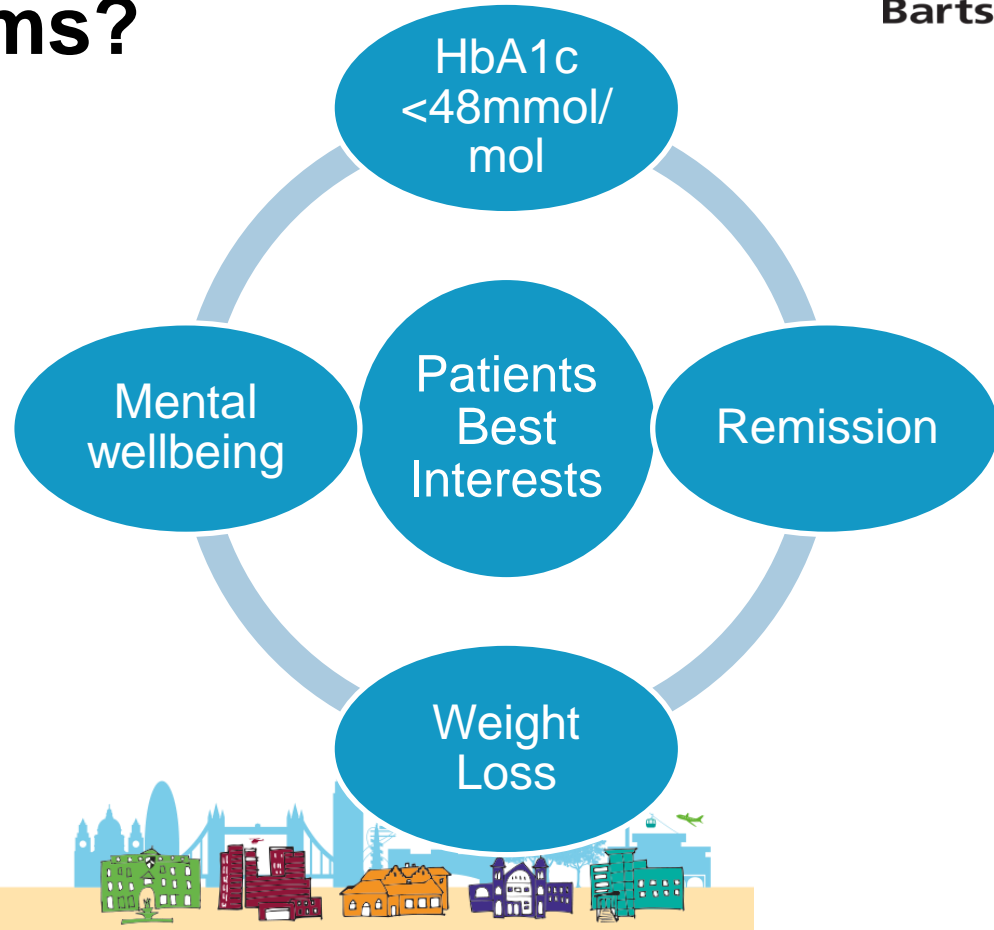 ms?
Barts
HbA1c
<48mmol/
mol
Mental
wellbeing
Patients
Best
Interests
Remission
Weight
Loss